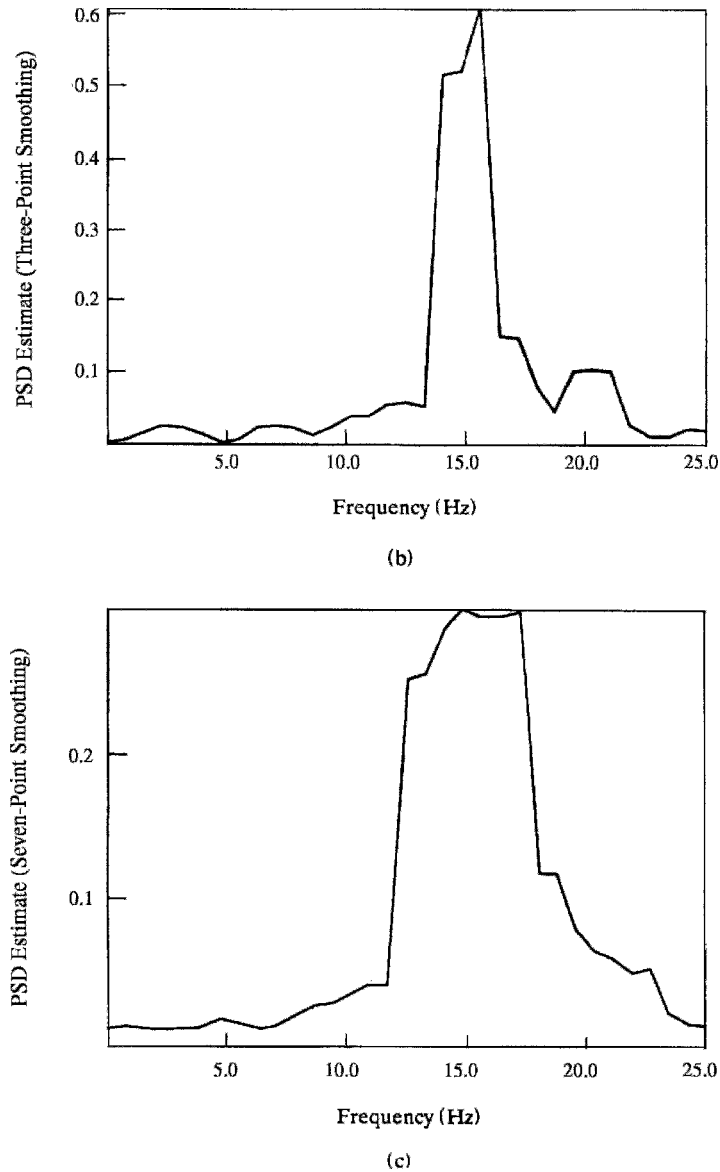 PSD Estimate (Three-Point Smoothing)
0.6
0.5
0.4
0.3
0.2
0.1
5.0 10.0 15.0 20.0 25.0
Frequency (Hz)
(b)
PSD Estimate (Seven-Point Smoothing)
0.2
0.1
5.0 10.0 15.0 20.0 25.0
Frequency (Hz)
(c)